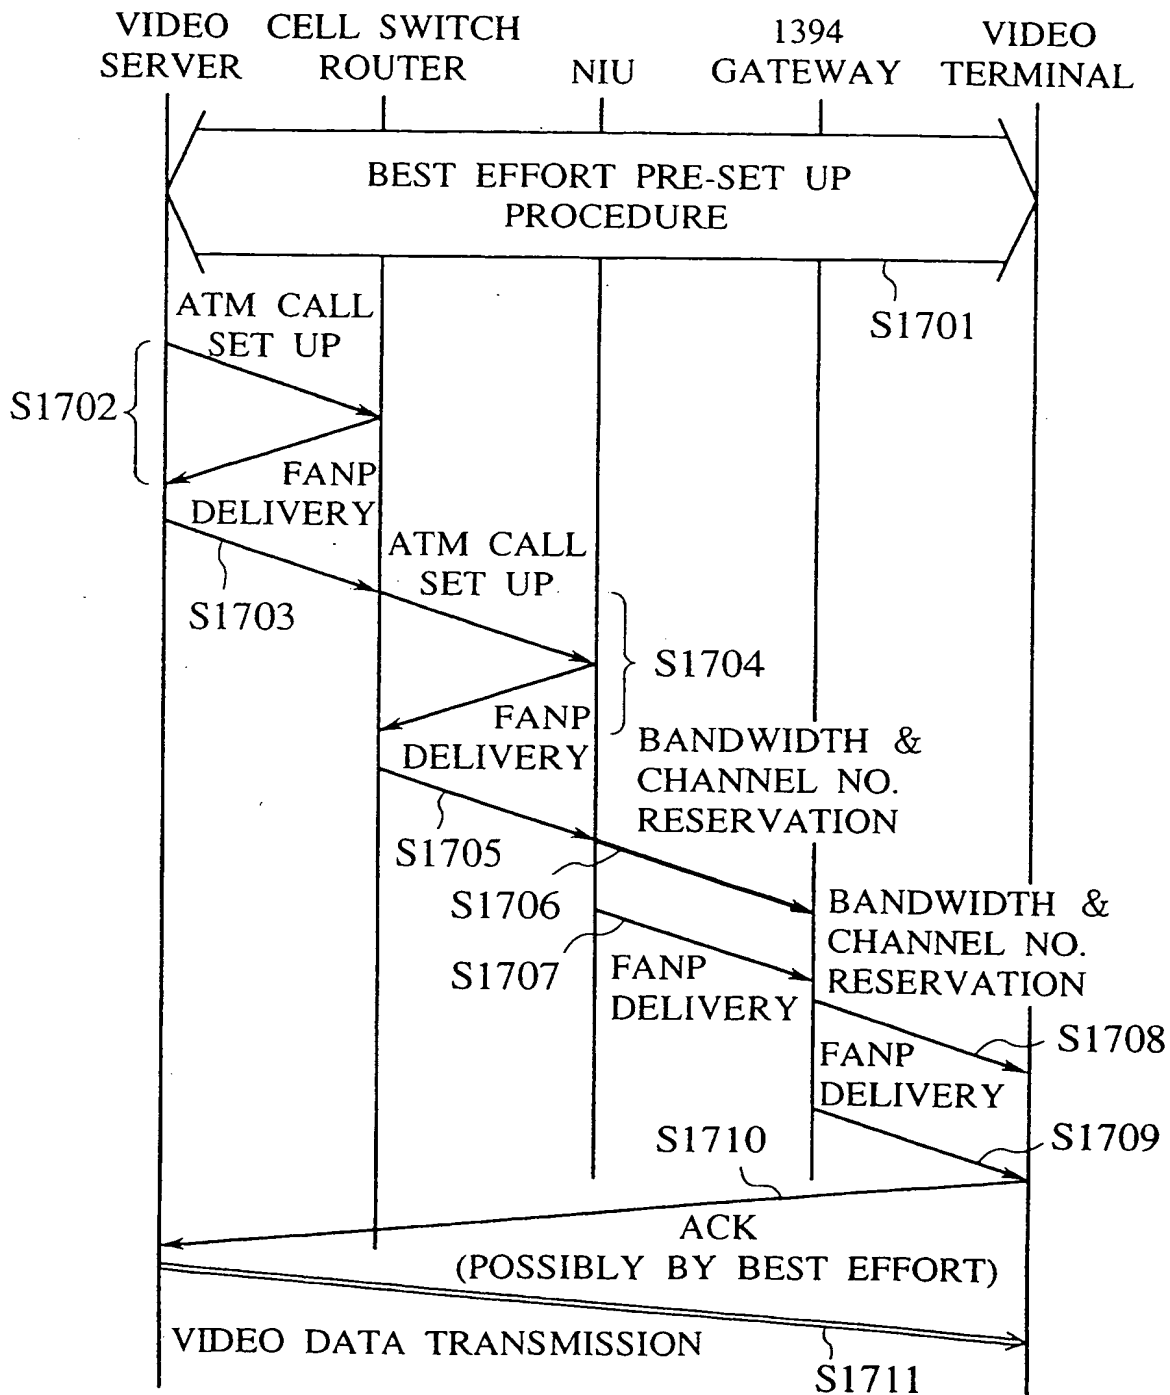 VIDEO SERVER
CELL SWITCH ROUTER
NIU
1394 GATEWAY
VIDEO TERMINAL
BEST EFFORT PRE-SET UP
PROCEDURE
S1701
ATM CALL
SET UP
S1702
FANP
DELIVERY
S1703
ATM CALL
SET UP
S1704
FANP
DELIVERY
BANDWIDTH &
CHANNEL NO.
RESERVATION
S1705
S1706
BANDWIDTH &
CHANNEL NO.
RESERVATION
S1707
FANP
DELIVERY
S1708
FANP
DELIVERY
S1709
S1710
ACK
(POSSIBLY BY BEST EFFORT)
VIDEO DATA TRANSMISSION
S1711